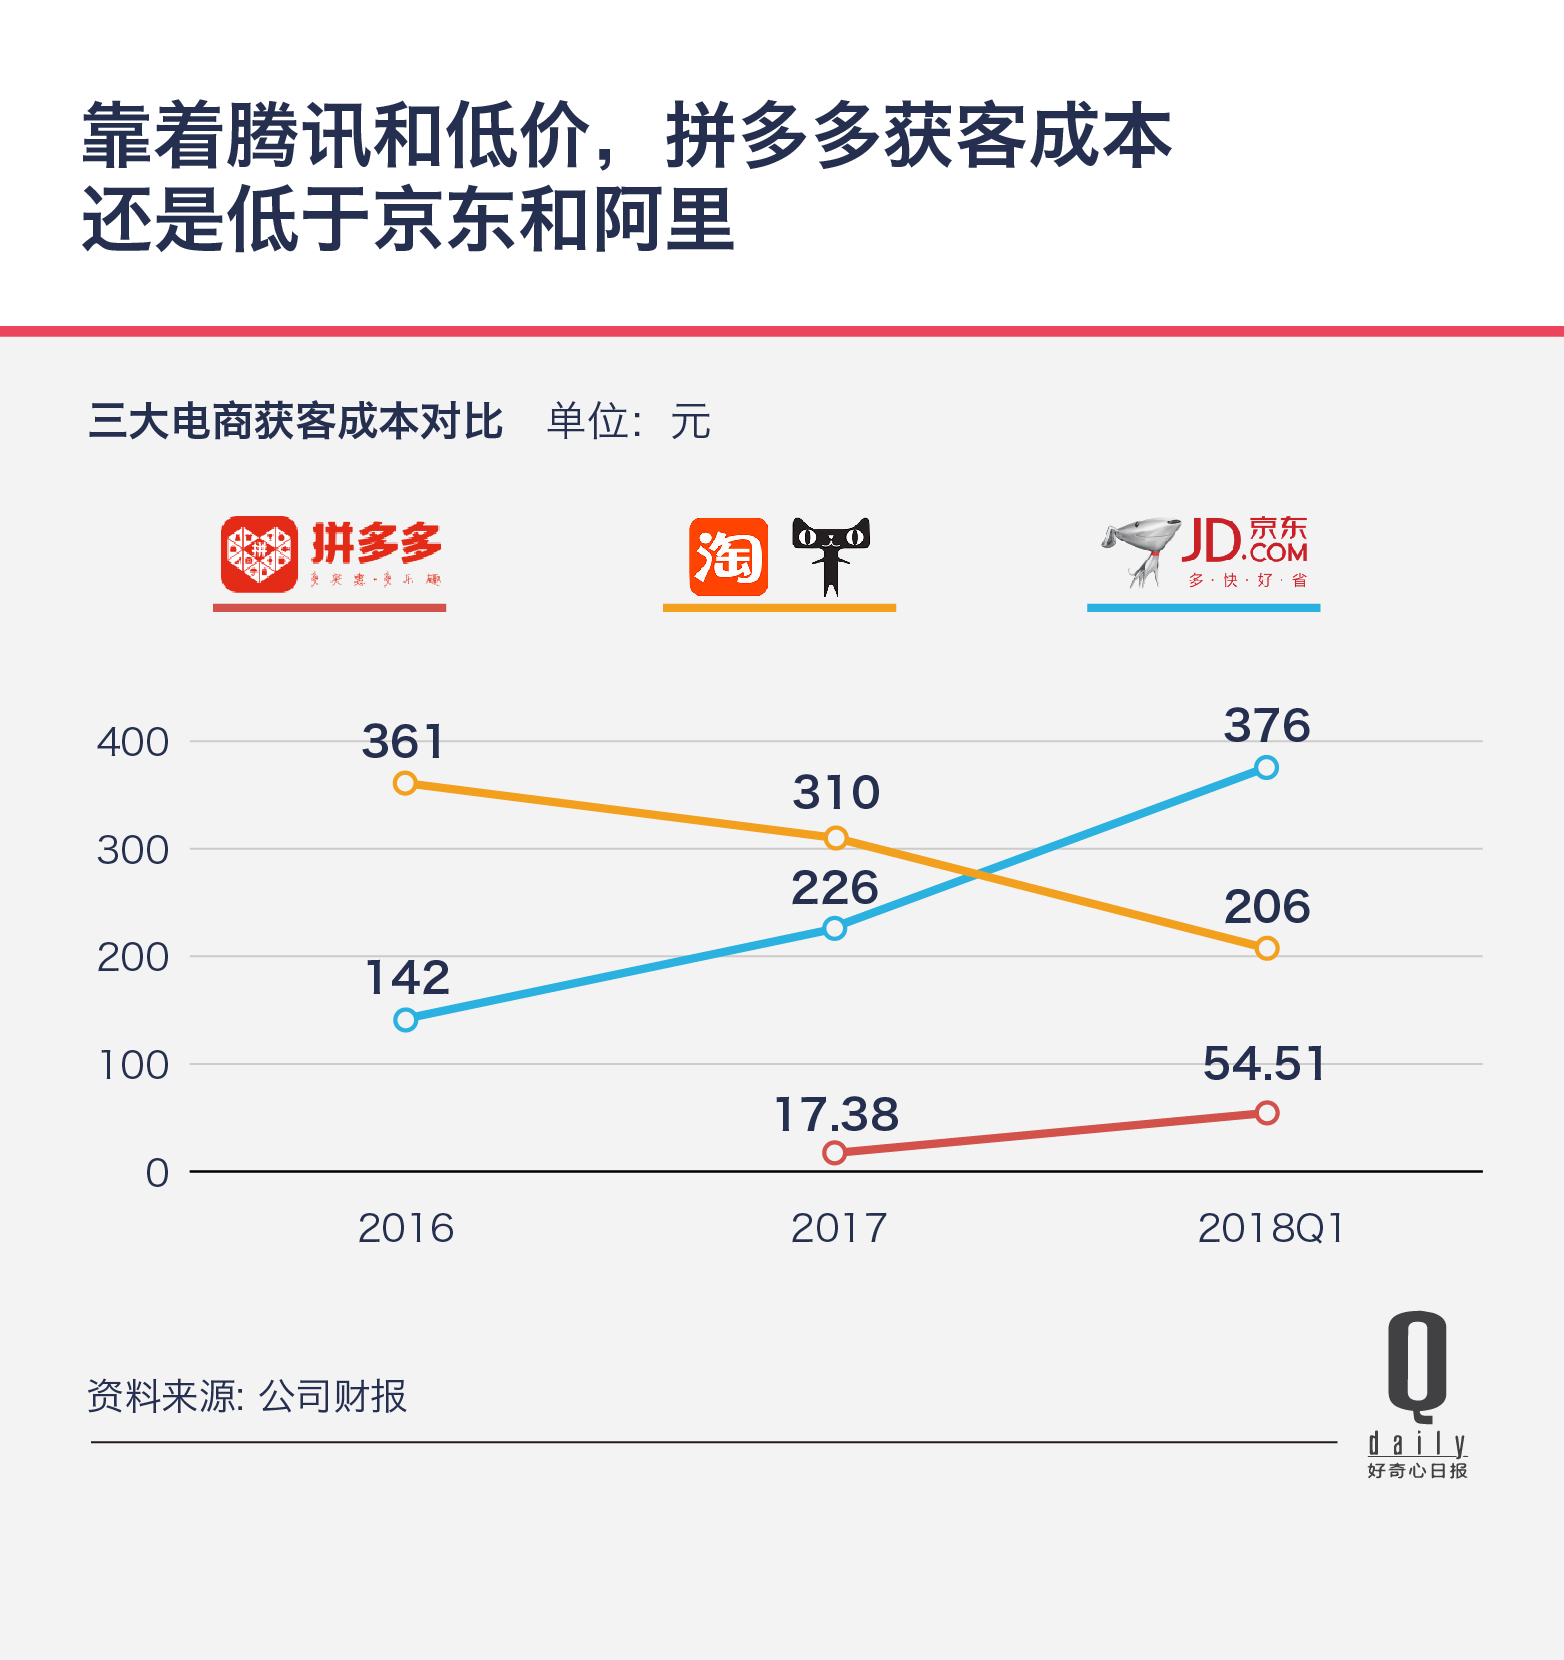 靠着腾讯和低价，拼多多获客成本
还是低于京东和阿里
三大电商获客成本对比 单位：元
拼
拼多多
淘
JD.COM
京东
多·快·好·省
400
300
200
100
0
361
310
206
142
226
376
17.38
54.51
2016
2017
2018Q1
资料来源: 公司财报
Q
daily
好奇心日报